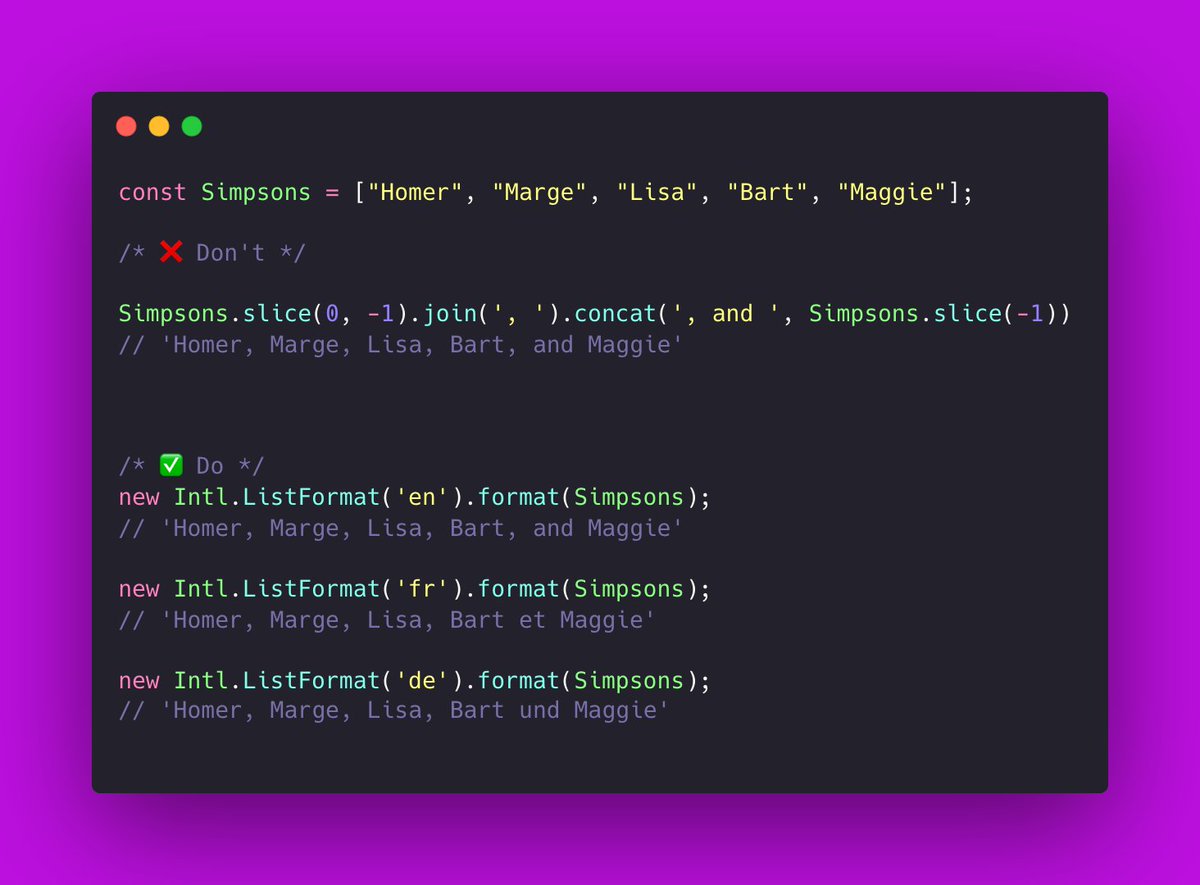 const Simpsons = ["Homer", "Marge", "Lisa", "Bart", "Maggie"];
/* ❌ Don't */
Simpsons.slice(0, -1).join(', ').concat(', and ', Simpsons.slice(-1))
// 'Homer, Marge, Lisa, Bart, and Maggie'
/* ✅ Do */
new Intl.ListFormat('en').format(Simpsons);
// 'Homer, Marge, Lisa, Bart, and Maggie'
new Intl.ListFormat('fr').format(Simpsons);
// 'Homer, Marge, Lisa, Bart et Maggie'
new Intl.ListFormat('de').format(Simpsons);
// 'Homer, Marge, Lisa, Bart und Maggie'